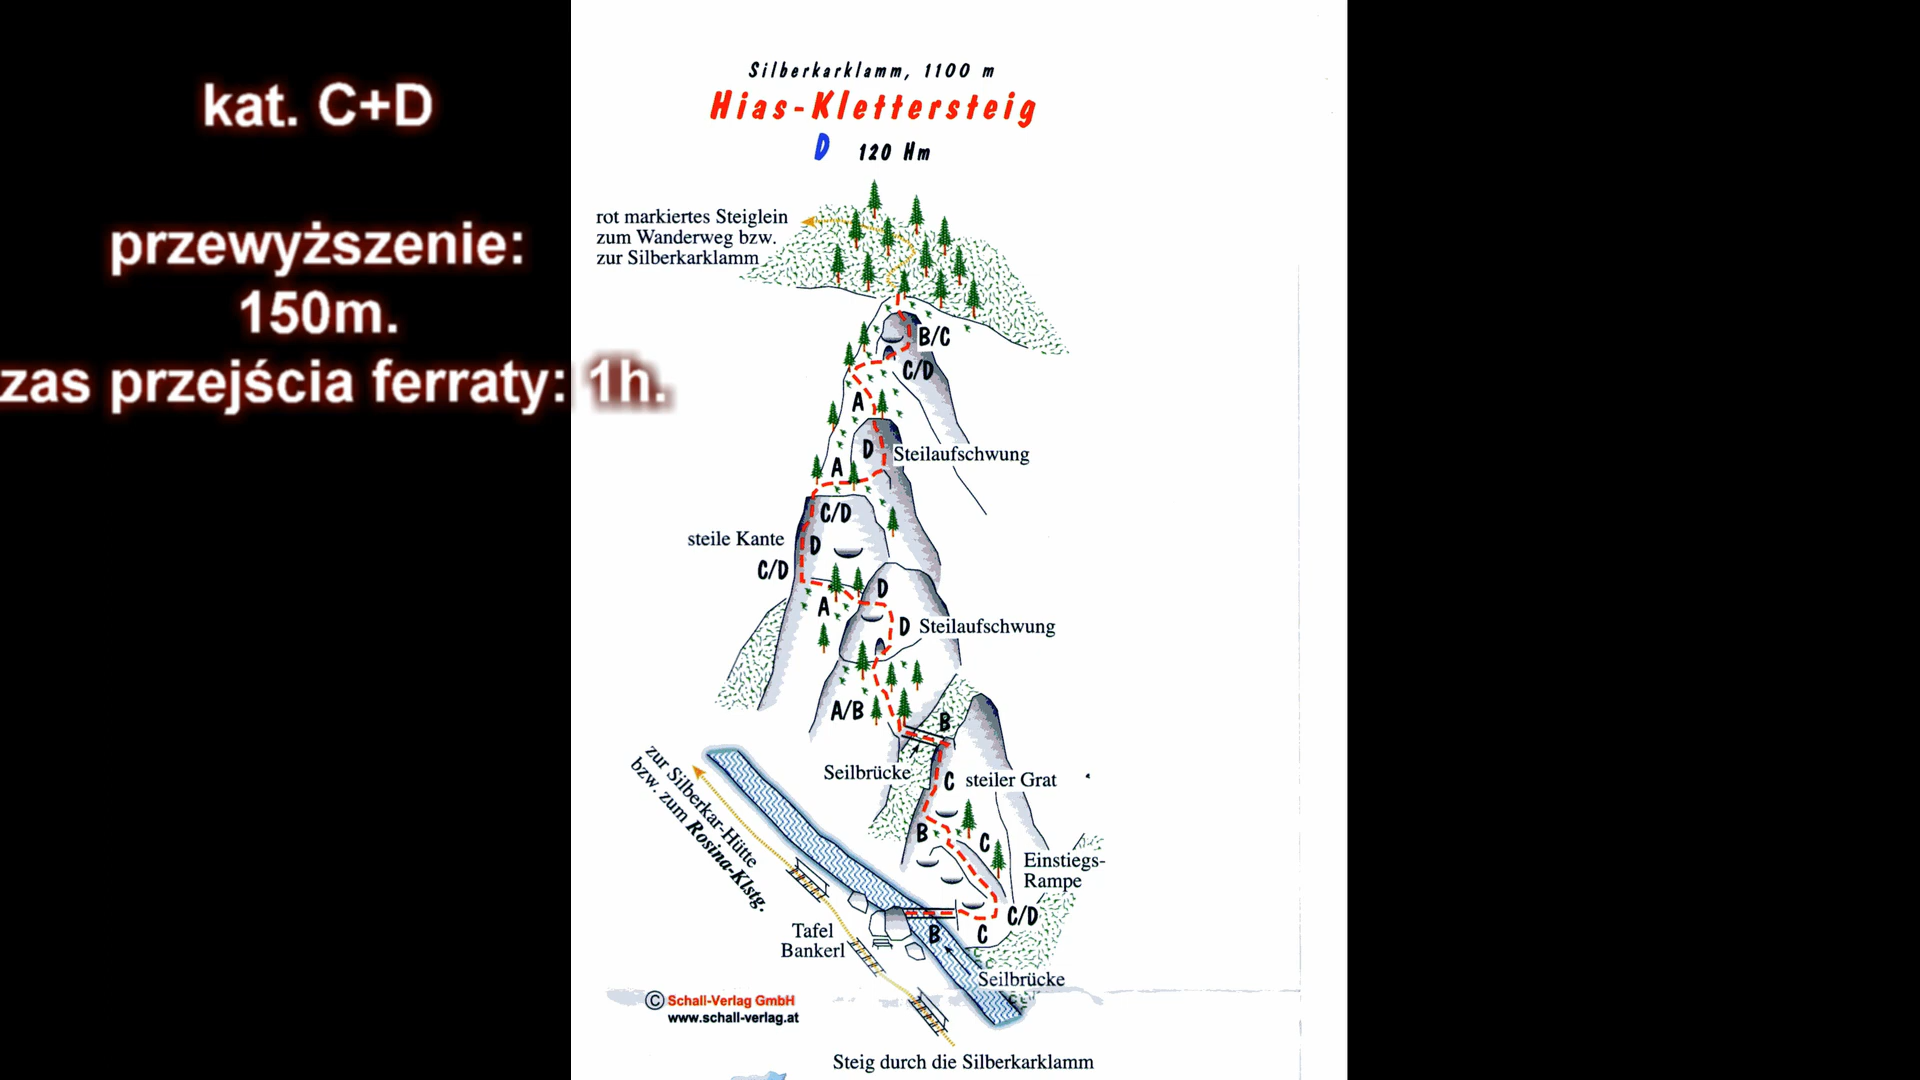 kat. C+D
przewyższenie:
150m.
zas przejścia ferraty: 1h.
Silberkarklamm, 1100 m
Hias-Klettersteig
D 120 Hm
rot markiertes Steiglein
zum Wanderweg bzw.
zur Silberkarklamm
B/C
C/D
A
D Steilaufschwung
A
C/D
steile Kante D
C/D
D
A
D Steilaufschwung
A/B
B
Seilbrücke
C steiler Grat
B
C
Einstiegs-
Rampe
C/D
B
C
zur Silberkar-Hütte
bzw. zum Rosina-Klstg.
Tafel
Bankerl
Seilbrücke
© Schall-Verlag GmbH
www.schall-verlag.at
Steig durch die Silberkarklamm